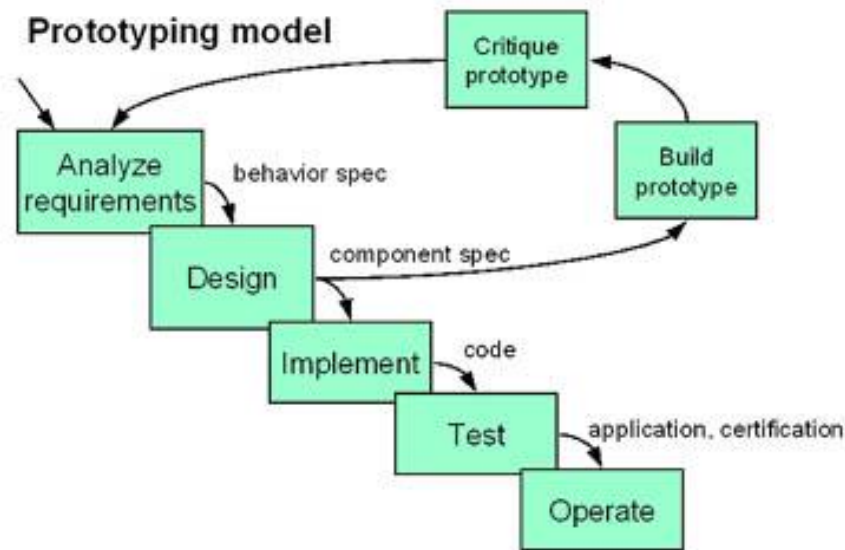 Prototyping model
Critique
prototype
Build
prototype
Analyze
requirements
behavior spec
Design
component spec
Implement
code
Test
application, certification
Operate